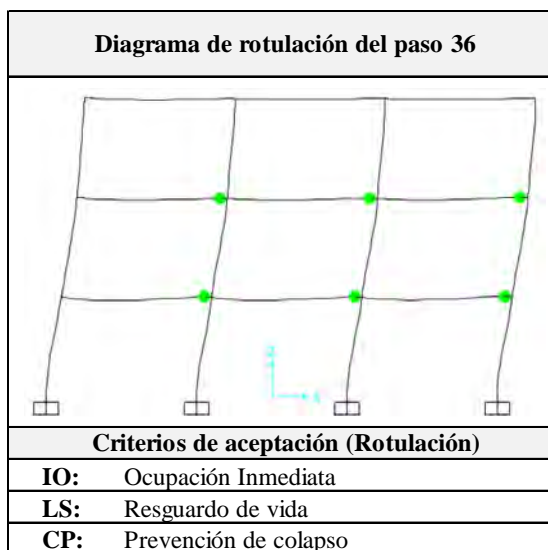 Diagrama de rotulación del paso 36
Criterios de aceptación (Rotulación)
IO: Ocupación Inmediata
LS: Resguardo de vida
CP: Prevención de colapso